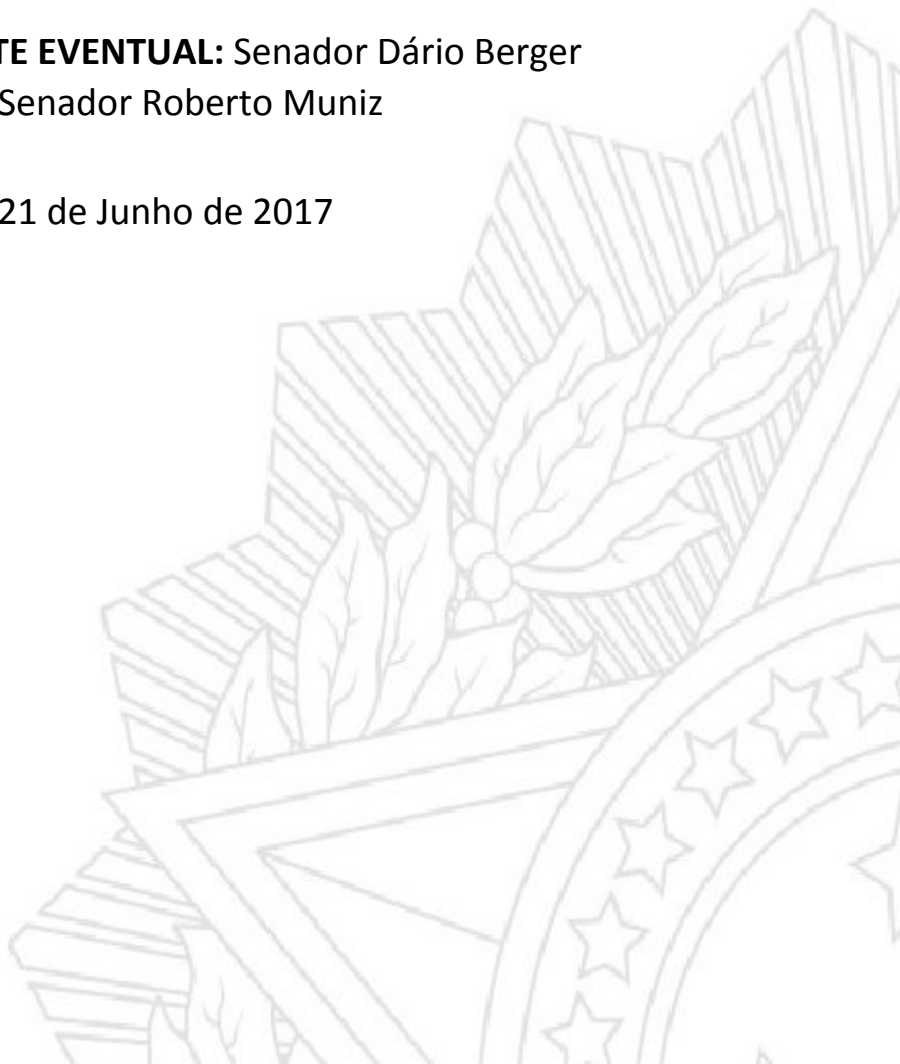 TE EVENTUAL: Senador Dário Berger
Senador Roberto Muniz
21 de Junho de 2017